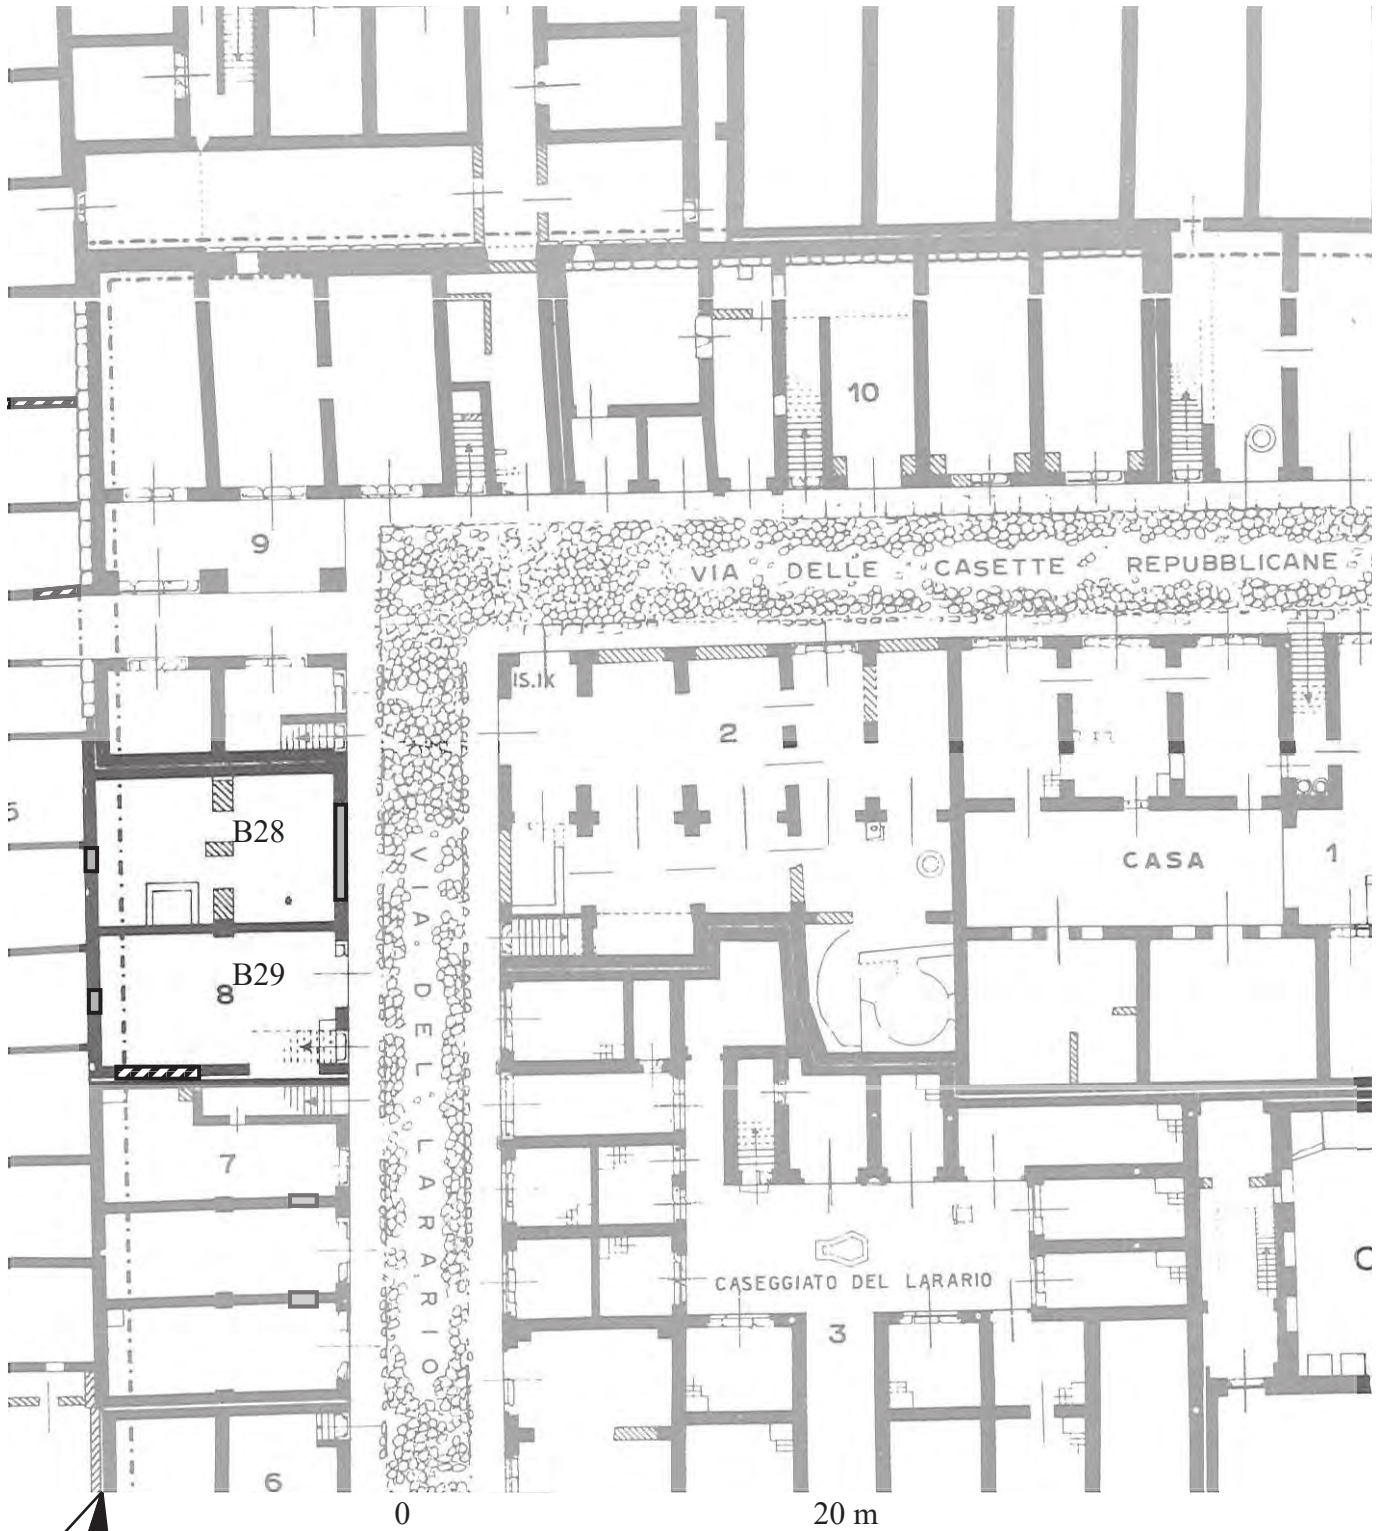 10
9
VIA DELLE CASETTE REPUBBLICANE
IS.IX
2
B28
CASA
1
B29
8
VIA DEL LARARIO
7
CASEGGIATO DEL LARARIO
3
6
0 20 m